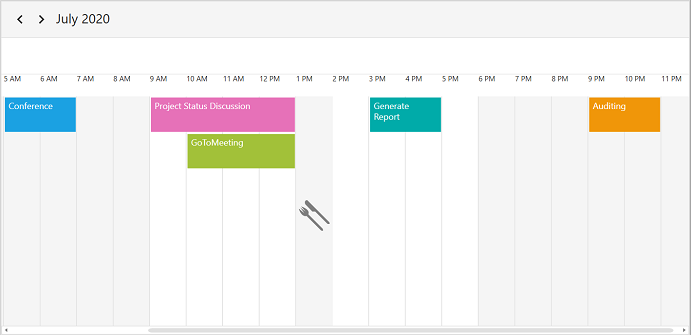 July 2020
5 AM 6 AM 7 AM 8 AM 9 AM 10 AM 11 AM 12 PM 1 PM 2 PM 3 PM 4 PM 5 PM 6 PM 7 PM 8 PM 9 PM 10 PM 11 PM
Conference Project Status Discussion Generate Auditing
Report
GoToMeeting